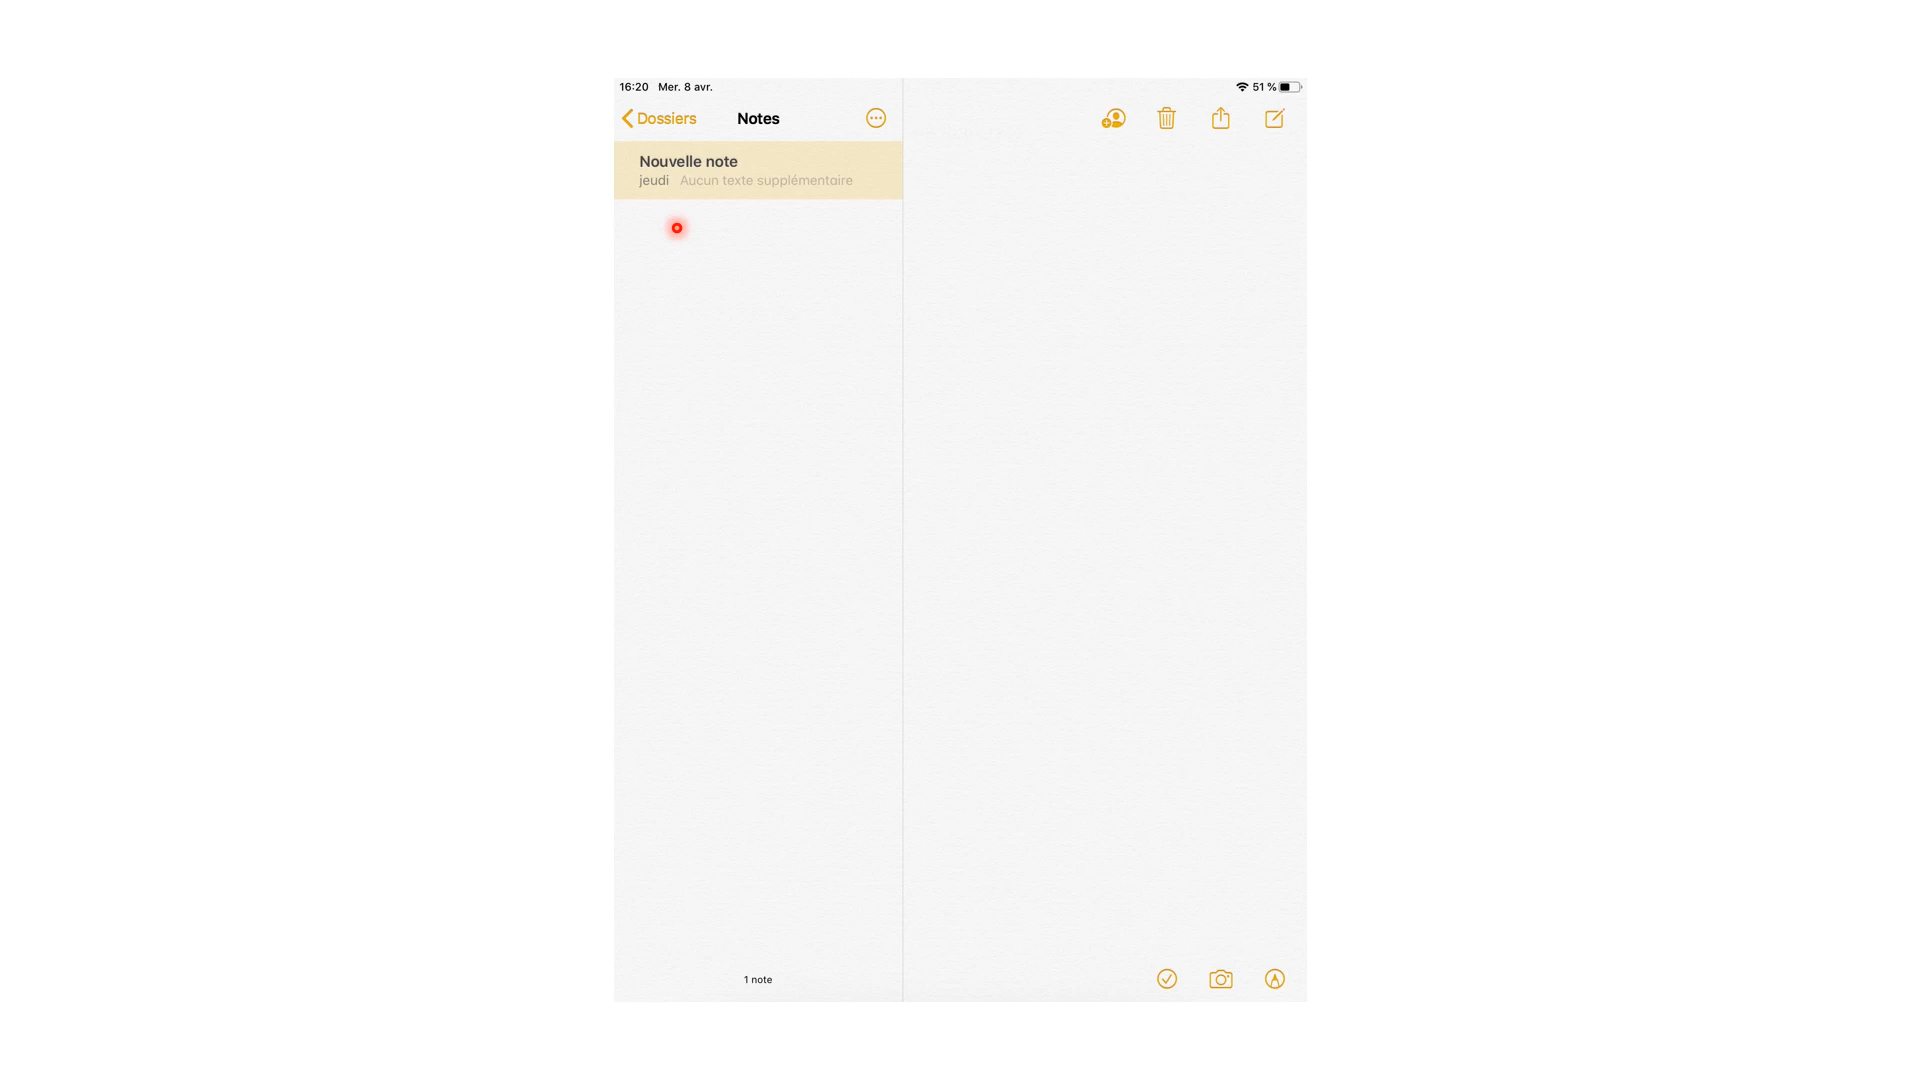 16:20 Mer. 8 avr. 51 %
Dossiers Notes
Nouvelle note
jeudi Aucun texte supplémentaire
1 note